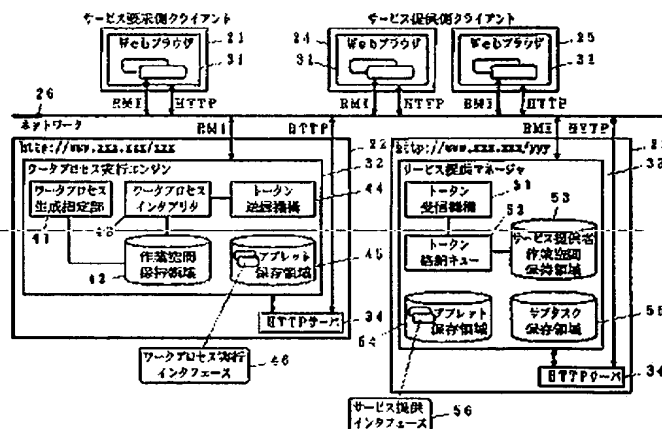 サービス要求側クライアント
サービス提供側クライアント
21
Webブラウザ
31
24
Webブラウザ
31
25
Webブラウザ
31
26
RMI
HTTP
RMI
HTTP
RMI
HTTP
ネットワーク
RMI
HTTP
RMI
HTTP
http://www.xxx.xxx/xxx
22
http://www.xxx.xxx/yyy
ワークプロセス実行エンジン
32
サービス提供マネージャ
33
ワークプロセス
生成指定部
41
ワークプロセス
インタプリタ
トークン
送信機構
44
トークン
受信機構
51
トークン
格納キュー
52
53
サービス提供者
作業空間
保持領域
作業空間
保持領域
42
アプレット
保存領域
45
アプレット
保存領域
54
サブタスク
保存領域
55
HTTPサーバ
34
HTTPサーバ
34
ワークプロセス実行
インタフェース
46
サービス提供
インタフェース
56